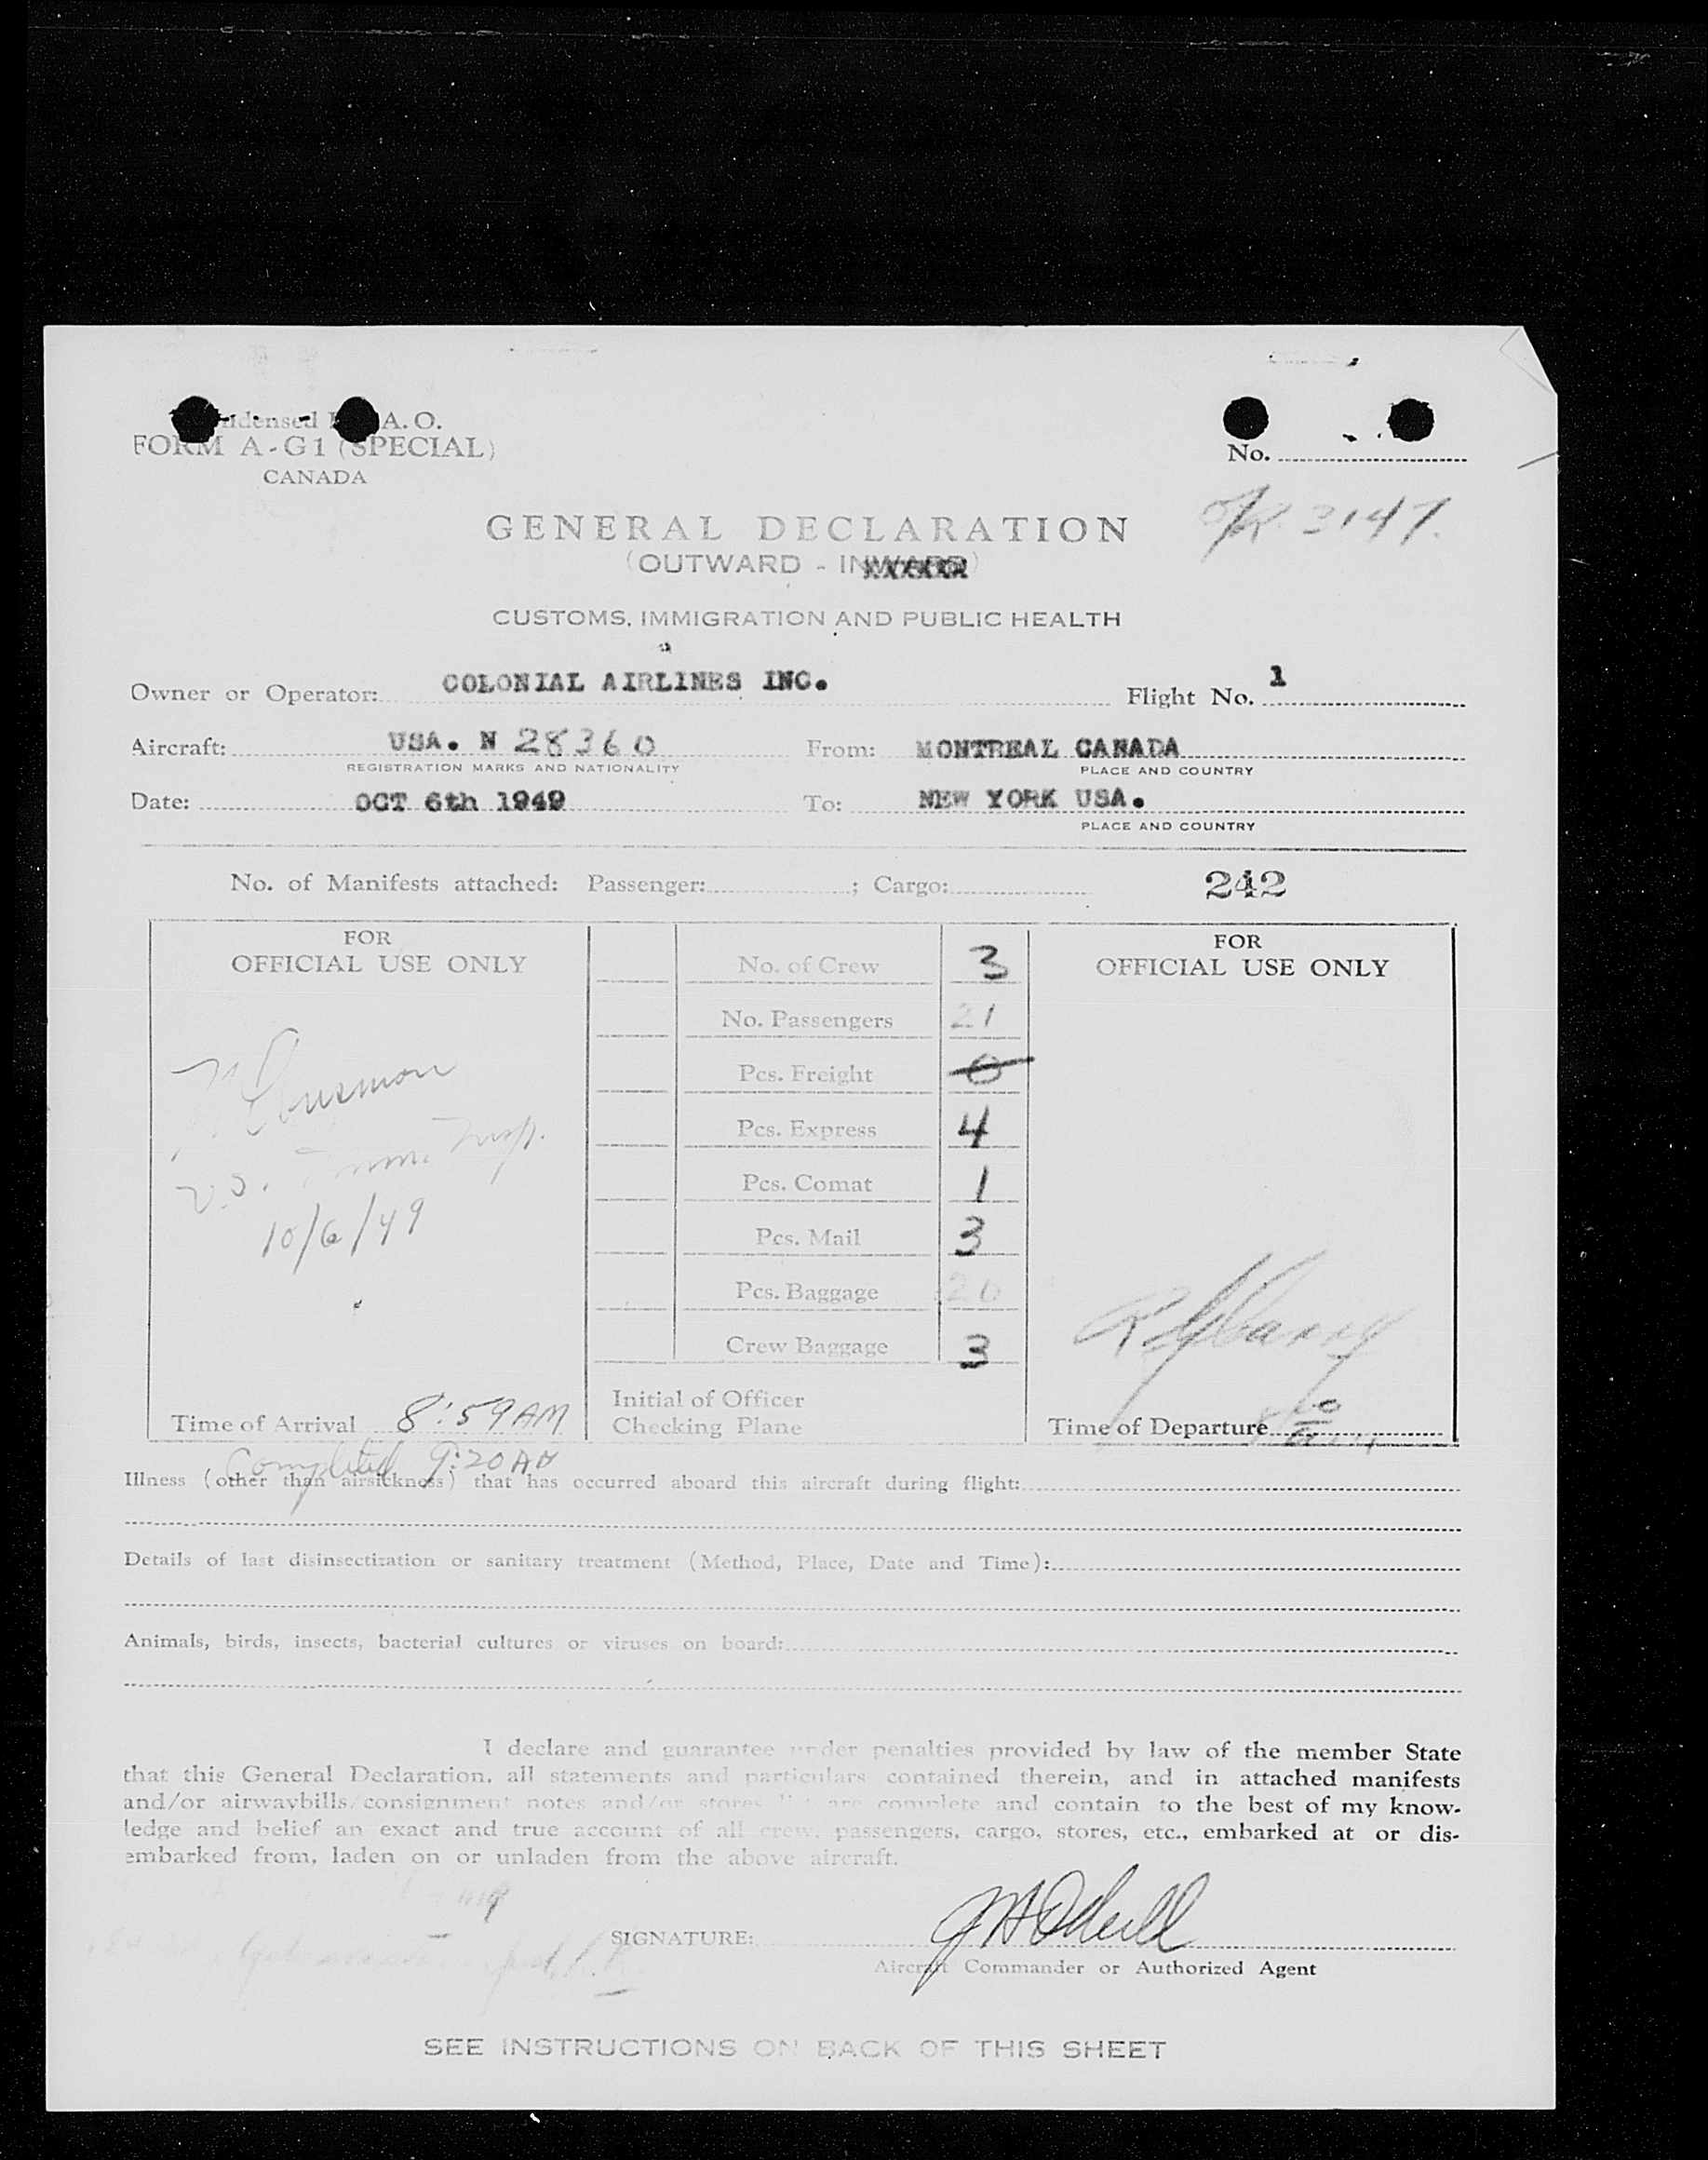 A. O.
FORM A-G1 (SPECIAL)
CANADA
No.
O/R. 3147.
GENERAL DECLARATION
(OUTWARD - INWARD)
CUSTOMS, IMMIGRATION AND PUBLIC HEALTH
Owner or Operator: COLONIAL AIRLINES INC. Flight No. 1
Aircraft: USA. N 28360 From: MONTREAL CANADA
REGISTRATION MARKS AND NATIONALITY PLACE AND COUNTRY
Date: OCT 6th 1949 To: NEW YORK USA.
PLACE AND COUNTRY
No. of Manifests attached: Passenger: ; Cargo: 242
FOR
OFFICIAL USE ONLY
10/6/49
Time of Arrival 8:59 AM
Completed 9:20 AM
No. of Crew 3
No. Passengers 21
Pcs. Freight 0
Pcs. Express 4
Pcs. Comat 1
Pcs. Mail 3
Pcs. Baggage 20
Crew Baggage 3
Initial of Officer
Checking Plane
FOR
OFFICIAL USE ONLY
Time of Departure
Illness (other than airsickness) that has occurred aboard this aircraft during flight:
Details of last disinsectization or sanitary treatment (Method, Place, Date and Time):
Animals, birds, insects, bacterial cultures or viruses on board:
I declare and guarantee under penalties provided by law of the member State
that this General Declaration, all statements and particulars contained therein, and in attached manifests
and/or airwaybills/consignment notes and/or stores list are complete and contain to the best of my know-
ledge and belief an exact and true account of all crew, passengers, cargo, stores, etc., embarked at or dis-
embarked from, laden on or unladen from the above aircraft.
SIGNATURE:
Aircraft Commander or Authorized Agent
SEE INSTRUCTIONS ON BACK OF THIS SHEET